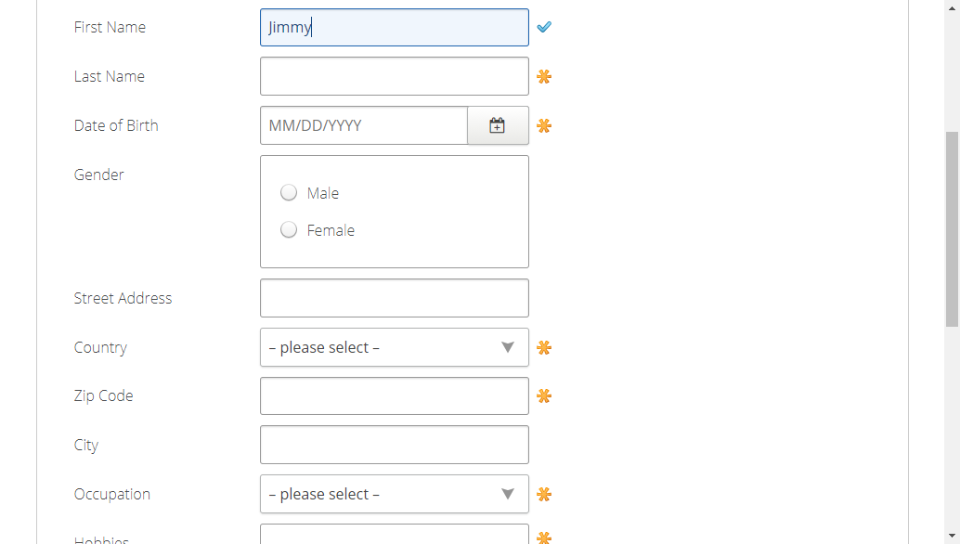 First Name Jimmy
Last Name
Date of Birth MM/DD/YYYY
Gender
Male
Female
Street Address
Country – please select –
Zip Code
City
Occupation – please select –
Hobbies